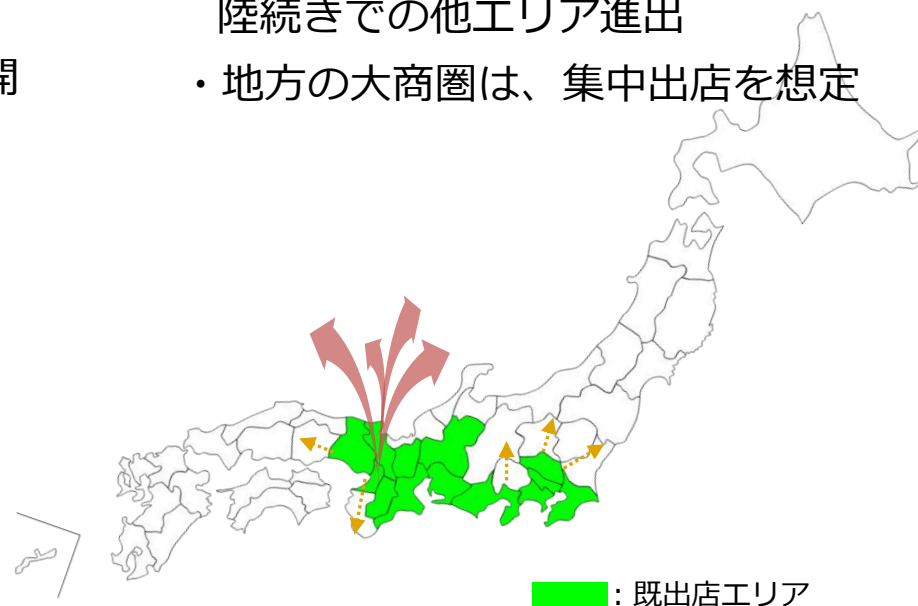 陸続きでの他エリア進出
開
・地方の大商圏は、集中出店を想定
：既出店エリア